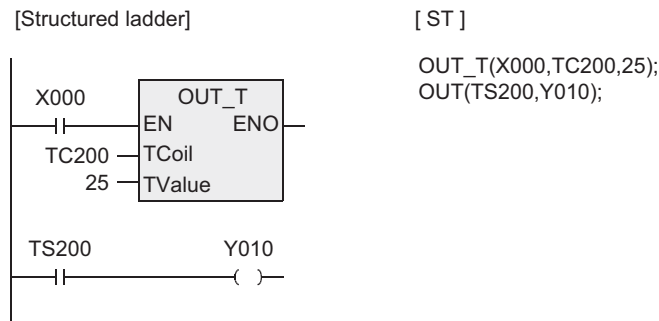 [Structured ladder]
[ ST ]
OUT_T(X000,TC200,25);
OUT(TS200,Y010);
X000
OUT_T
EN ENO
TC200 TCoil
25 TValue
TS200 Y010